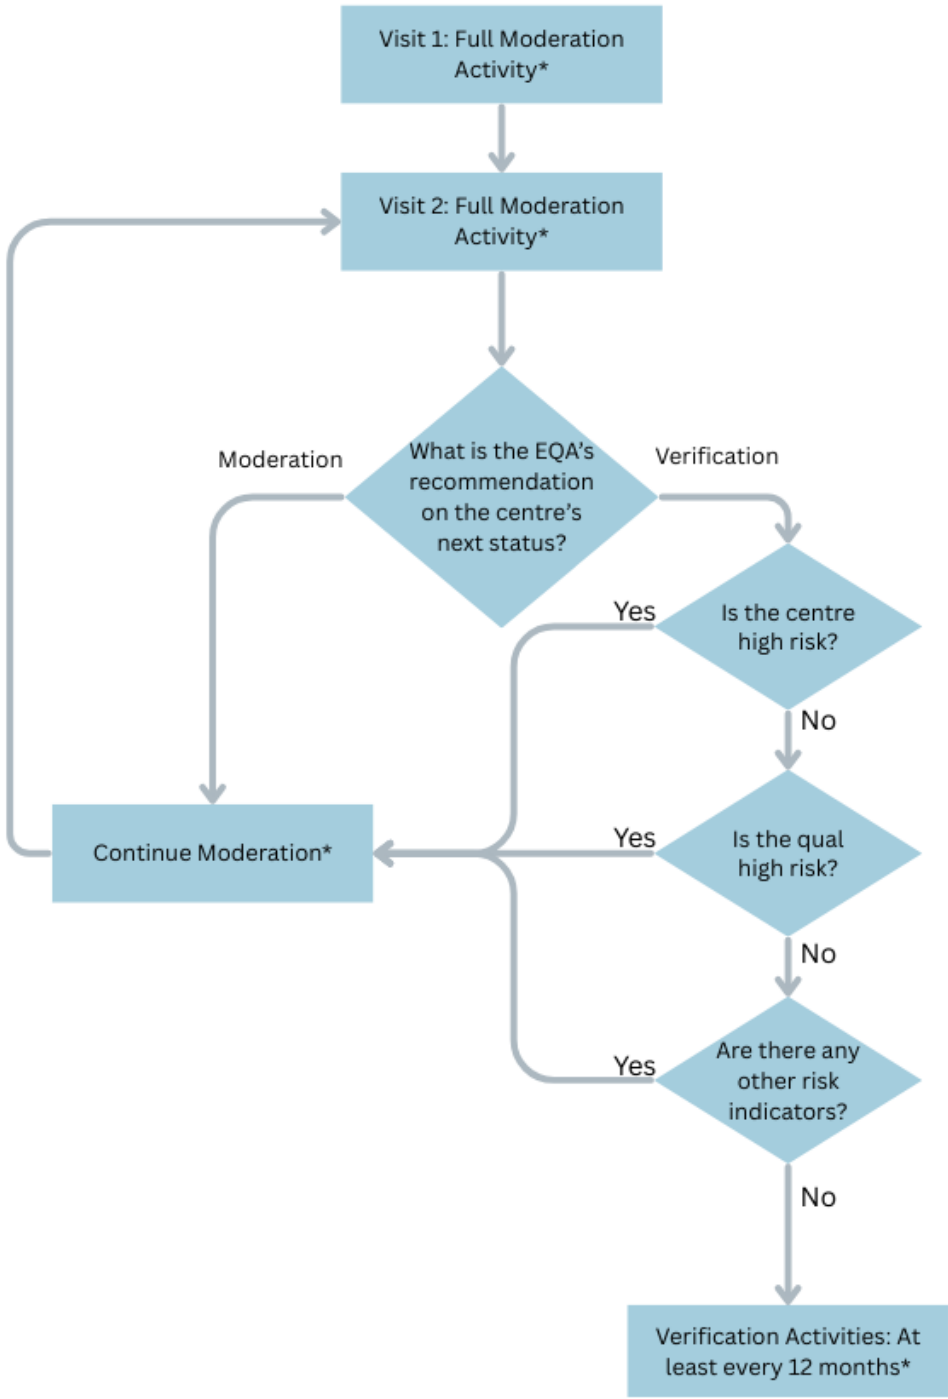 Visit 1: Full Moderation
Activity*
Visit 2: Full Moderation
Activity*
What is the EQA's
recommendation
on the centre's
next status?
Moderation
Verification
Is the centre
high risk?
Yes
No
Continue Moderation*
Is the qual
high risk?
Yes
No
Are there any
other risk
indicators?
Yes
No
Verification Activities: At
least every 12 months*